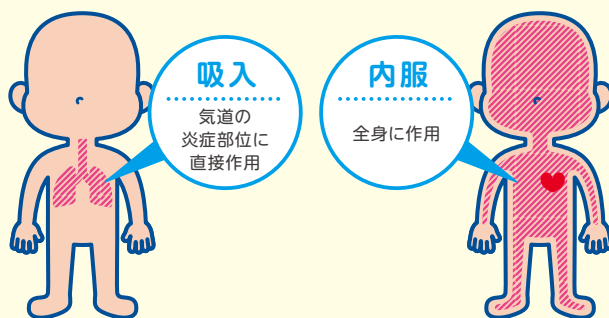 吸入
気道の
炎症部位に
直接作用
内服
全身に作用